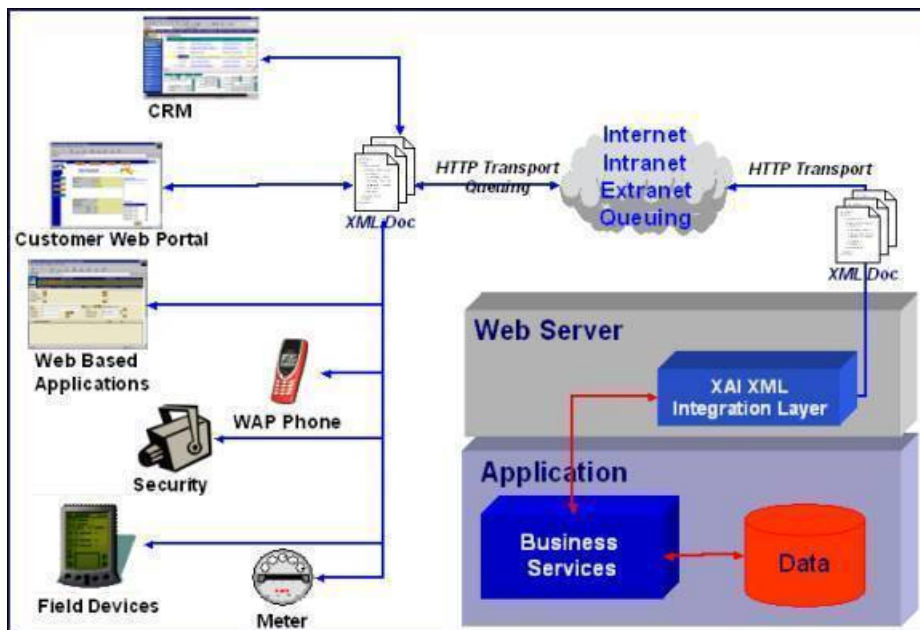 CRM
Customer Web Portal
Web Based
Applications
WAP Phone
Security
Field Devices
Meter
XML Doc
HTTP Transport
Queuing
Internet
Intranet
Extranet
Queuing
HTTP Transport
XML Doc
Web Server
XAI XML
Integration Layer
Application
Business
Services
Data